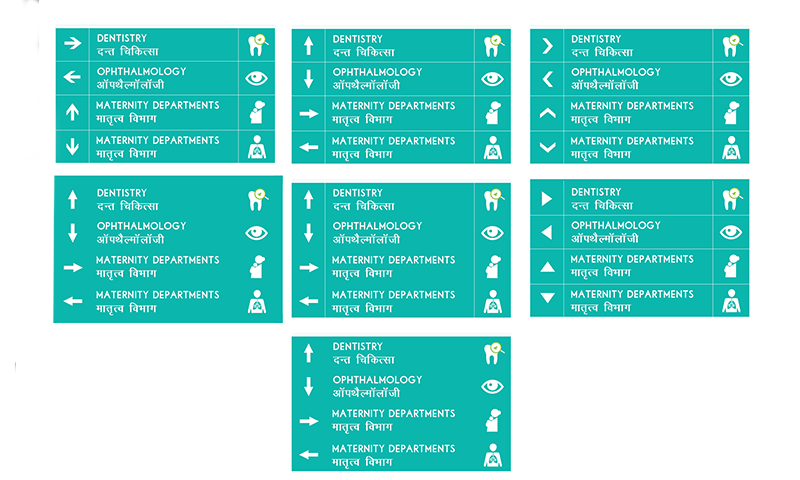 DENTISTRY
दन्त चिकित्सा
OPHTHALMOLOGY
ऑपथैल्मॉलॉजी
MATERNITY DEPARTMENTS
मातृत्व विभाग
MATERNITY DEPARTMENTS
मातृत्व विभाग
DENTISTRY
दन्त चिकित्सा
OPHTHALMOLOGY
ऑपथैल्मॉलॉजी
MATERNITY DEPARTMENTS
मातृत्व विभाग
MATERNITY DEPARTMENTS
मातृत्व विभाग
DENTISTRY
दन्त चिकित्सा
OPHTHALMOLOGY
ऑपथैल्मॉलॉजी
MATERNITY DEPARTMENTS
मातृत्व विभाग
MATERNITY DEPARTMENTS
मातृत्व विभाग
DENTISTRY
दन्त चिकित्सा
OPHTHALMOLOGY
ऑपथैल्मॉलॉजी
MATERNITY DEPARTMENTS
मातृत्व विभाग
MATERNITY DEPARTMENTS
मातृत्व विभाग
DENTISTRY
दन्त चिकित्सा
OPHTHALMOLOGY
ऑपथैल्मॉलॉजी
MATERNITY DEPARTMENTS
मातृत्व विभाग
MATERNITY DEPARTMENTS
मातृत्व विभाग
DENTISTRY
दन्त चिकित्सा
OPHTHALMOLOGY
ऑपथैल्मॉलॉजी
MATERNITY DEPARTMENTS
मातृत्व विभाग
MATERNITY DEPARTMENTS
मातृत्व विभाग
DENTISTRY
दन्त चिकित्सा
OPHTHALMOLOGY
ऑपथैल्मॉलॉजी
MATERNITY DEPARTMENTS
मातृत्व विभाग
MATERNITY DEPARTMENTS
मातृत्व विभाग